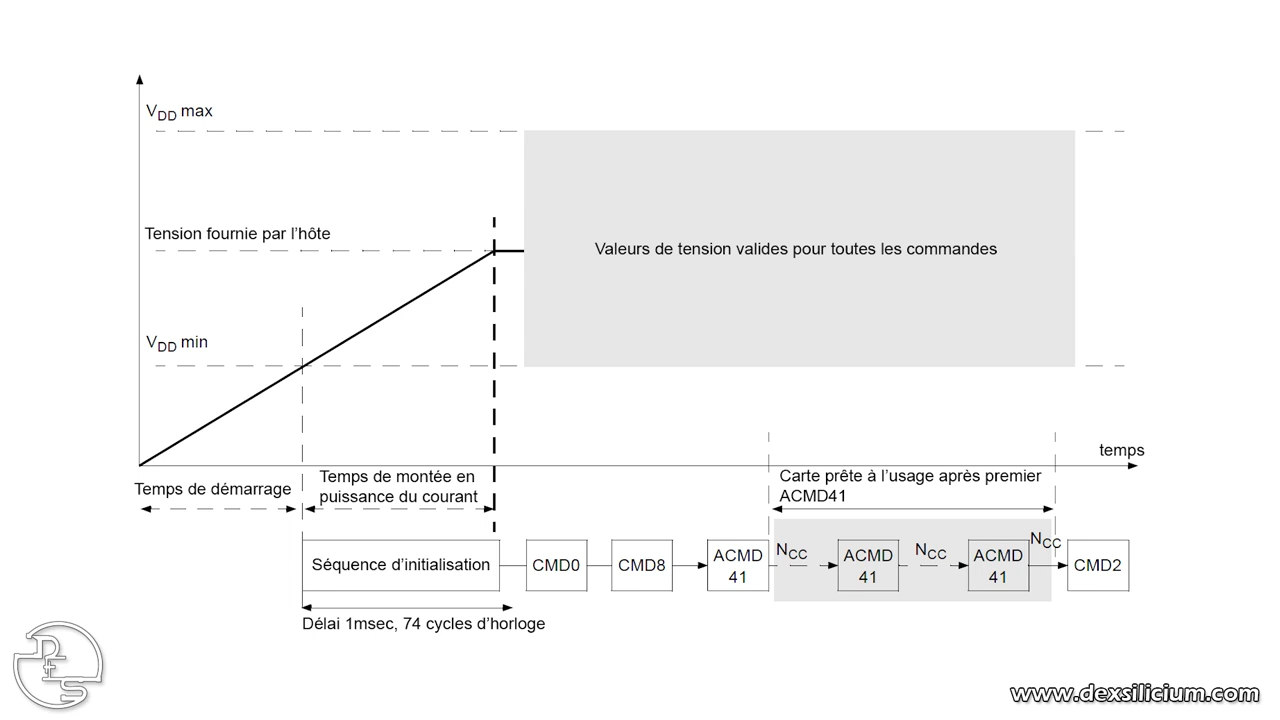 V_DD max
Tension fournie par l’hôte
Valeurs de tension valides pour toutes les commandes
V_DD min
temps
Temps de démarrage
Temps de montée en
puissance du courant
Carte prête à l’usage après premier
ACMD41
Séquence d’initialisation
CMD0
CMD8
ACMD
41
N_CC
ACMD
41
N_CC
ACMD
41
N_CC
CMD2
Délai 1msec, 74 cycles d’horloge
www.dexsilicium.com